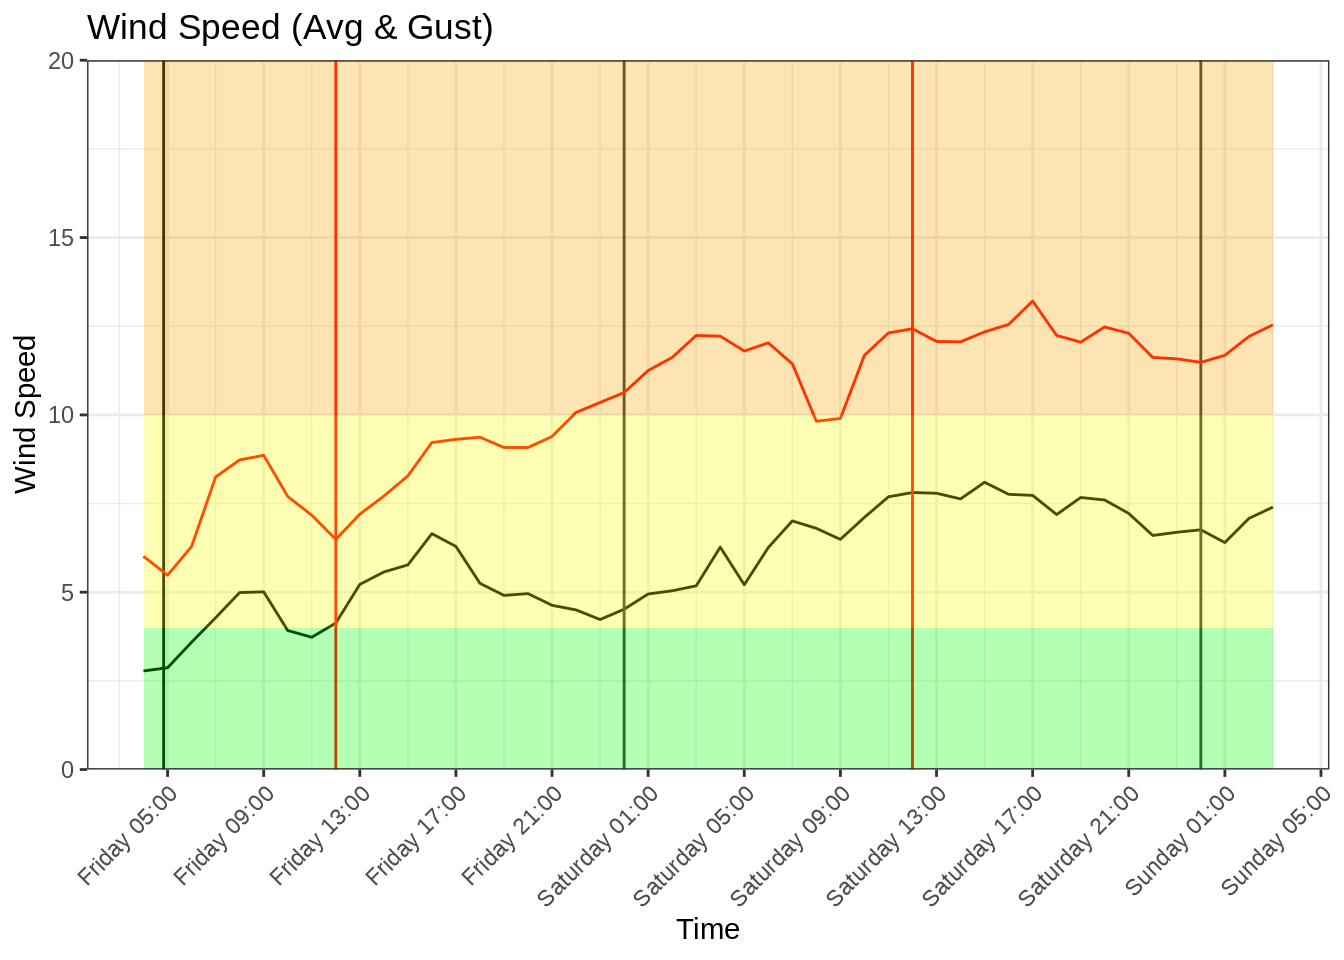 Wind Speed (Avg & Gust)
20
15
10
5
0
Wind Speed
Friday 05:00
Friday 09:00
Friday 13:00
Friday 17:00
Friday 21:00
Saturday 01:00
Saturday 05:00
Saturday 09:00
Saturday 13:00
Saturday 17:00
Saturday 21:00
Sunday 01:00
Sunday 05:00
Time